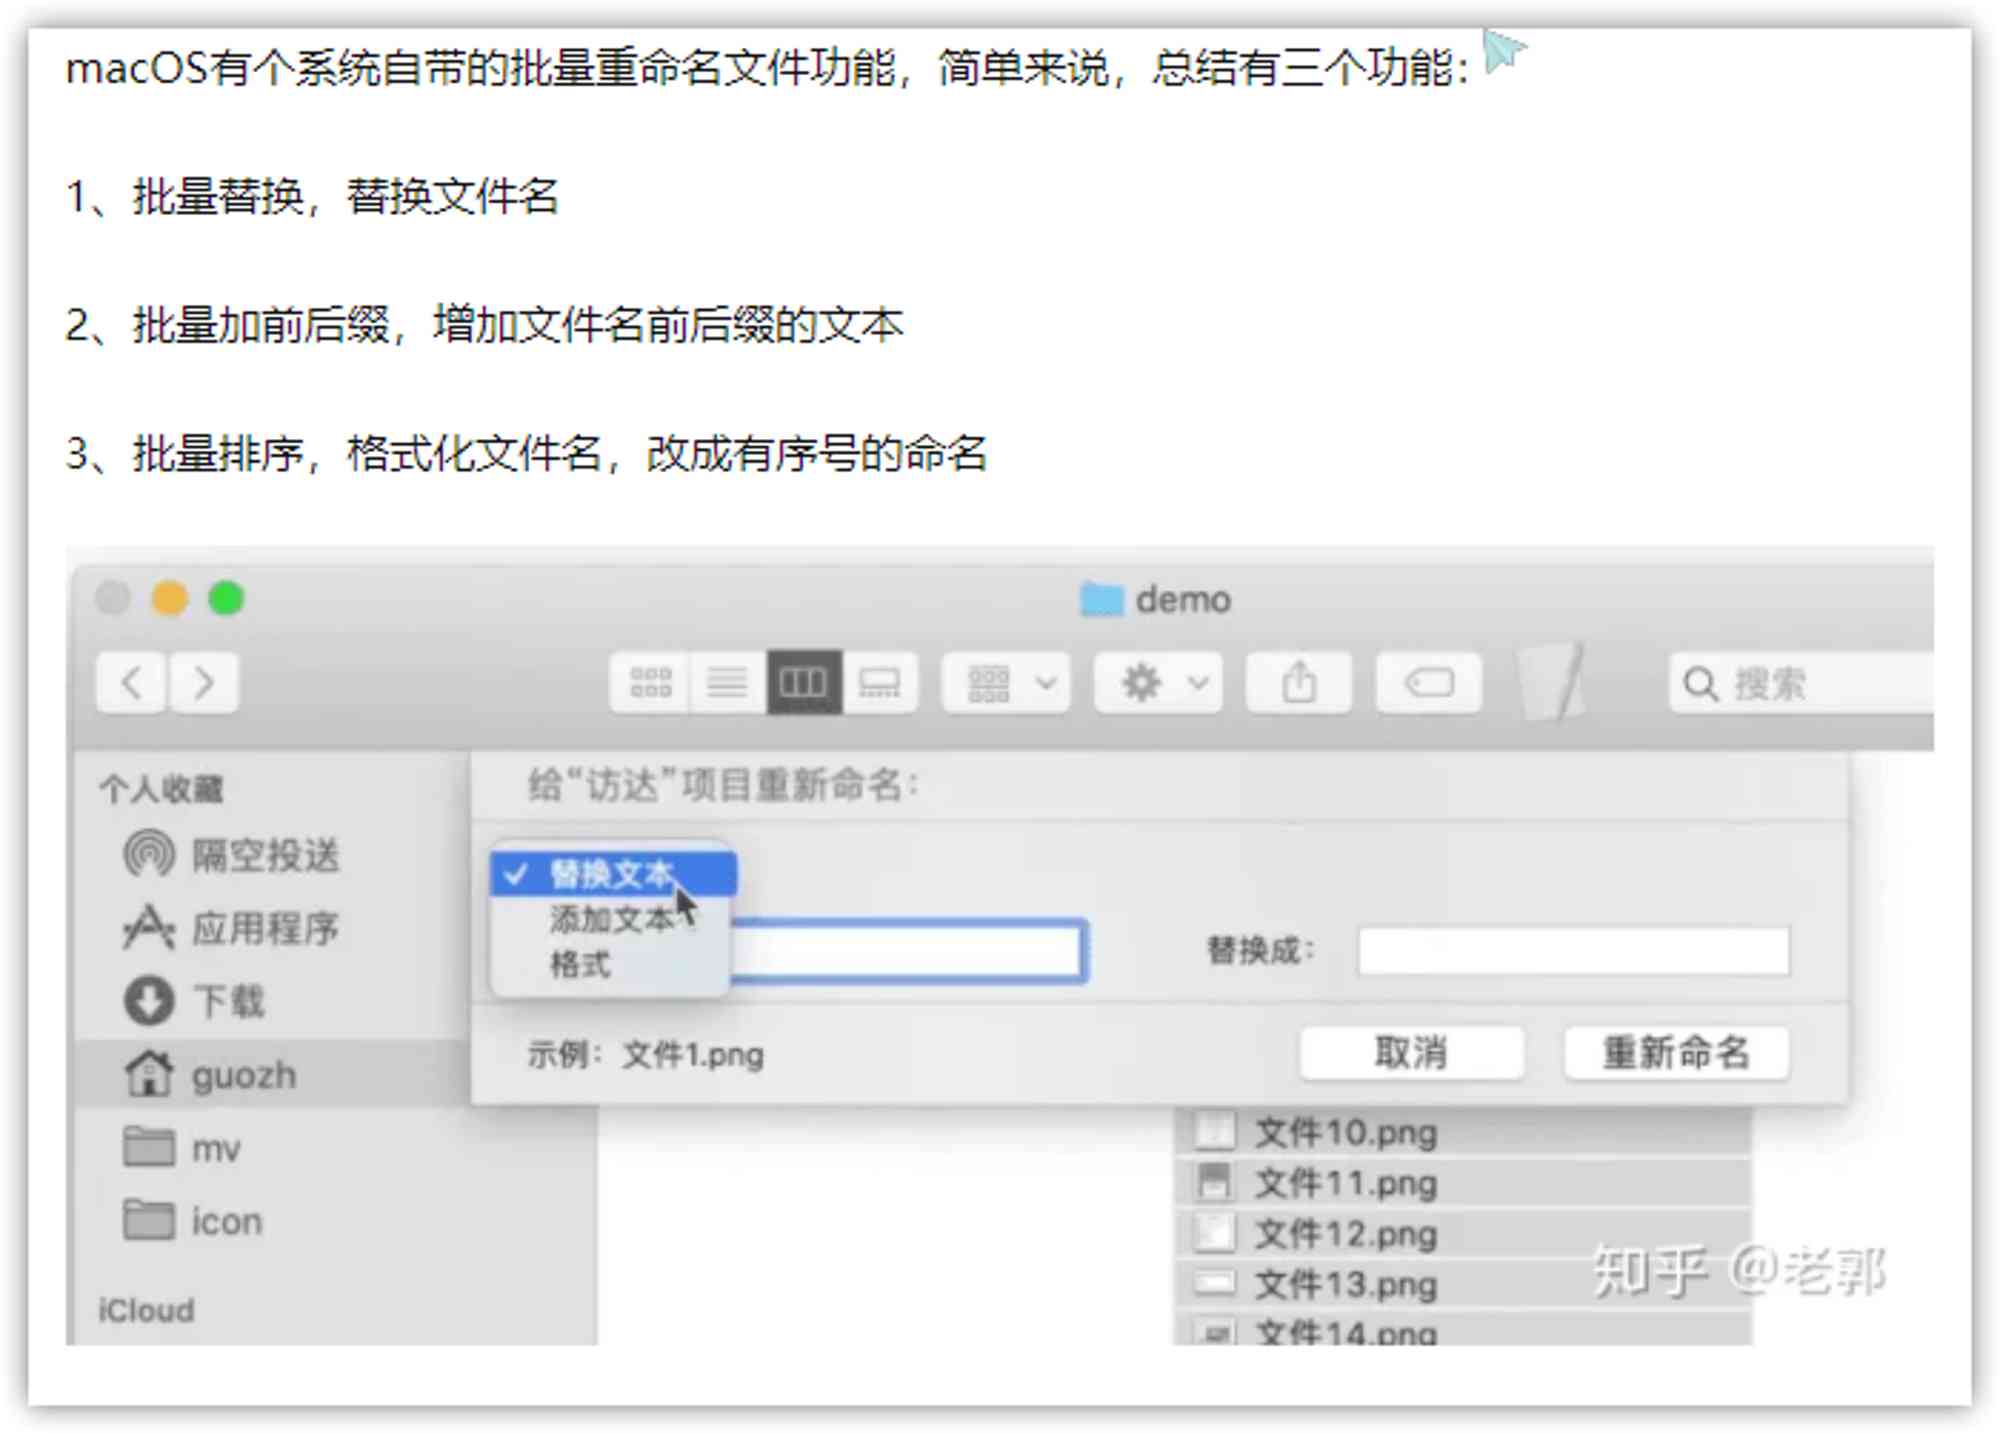 macOS有个系统自带的批量重命名文件功能，简单来说，总结有三个功能：
1、批量替换，替换文件名
2、批量加前后缀，增加文件名前后缀的文本
3、批量排序，格式化文件名，改成有序号的命名
demo
搜索
个人收藏
隔空投送
应用程序
下载
guozh
mv
icon
iCloud
给“访达”项目重新命名：
替换文本
添加文本
格式
替换成：
示例：文件1.png
取消
重新命名
文件10.png
文件11.png
文件12.png
文件13.png
文件14.png
知乎 @老郭